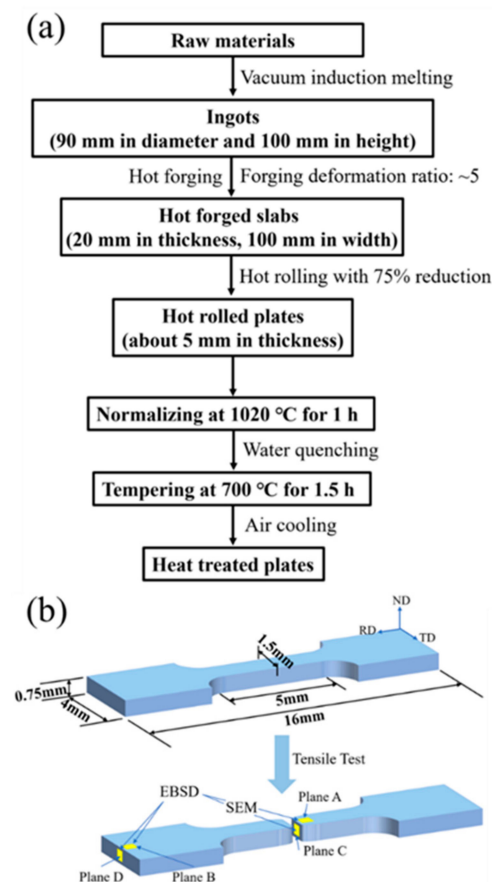 (a)
Raw materials
Vacuum induction melting
Ingots
(90 mm in diameter and 100 mm in height)
Hot forging
Forging deformation ratio: ~5
Hot forged slabs
(20 mm in thickness, 100 mm in width)
Hot rolling with 75% reduction
Hot rolled plates
(about 5 mm in thickness)
Normalizing at 1020 °C for 1 h
Water quenching
Tempering at 700 °C for 1.5 h
Air cooling
Heat treated plates
(b)
ND
RD
TD
1.5mm
0.75mm
4mm
5mm
16mm
Tensile Test
EBSD
SEM
Plane A
Plane C
Plane D
Plane B